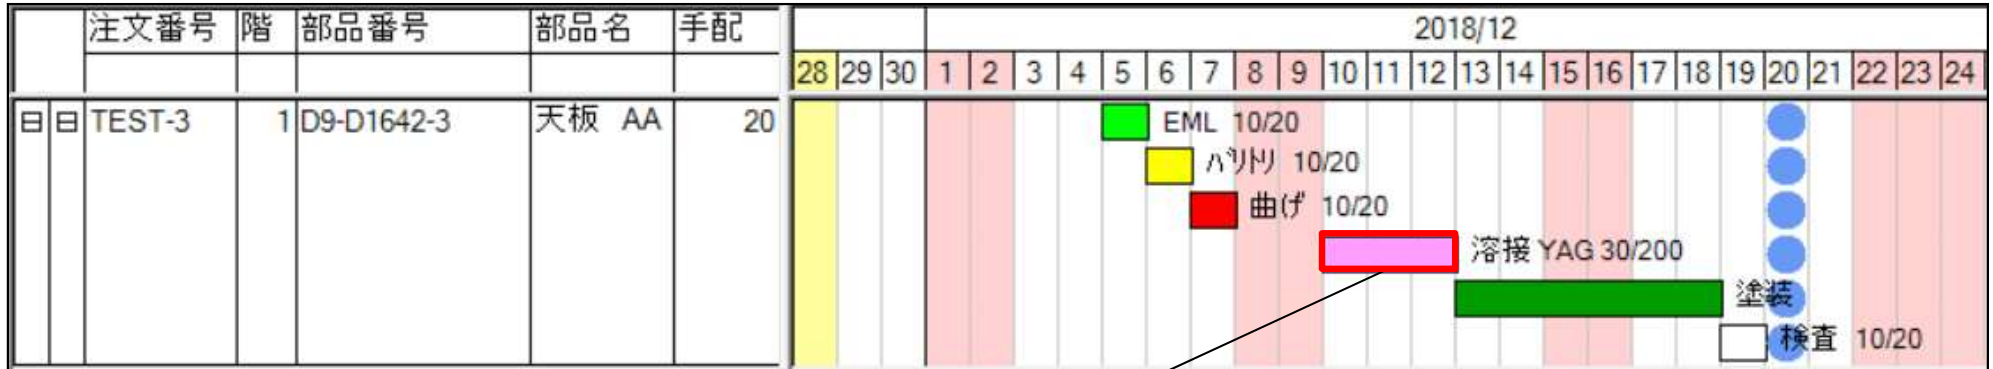 注文番号 階 部品番号 部品名 手配 2018/12
28 29 30 1 2 3 4 5 6 7 8 9 10 11 12 13 14 15 16 17 18 19 20 21 22 23 24
TEST-3 1 D9-D1642-3 天板 AA 20 EML 10/20
ﾊﾞﾘﾄﾘ 10/20
曲げ 10/20
溶接 YAG 30/200
塗装
検査 10/20